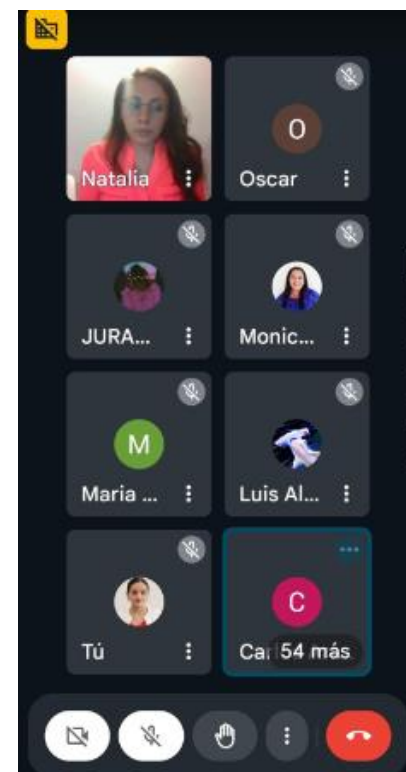 Natalia
O
Oscar
JURA...
Monic...
M
Maria ...
Luis Al...
Tú
C
54 más